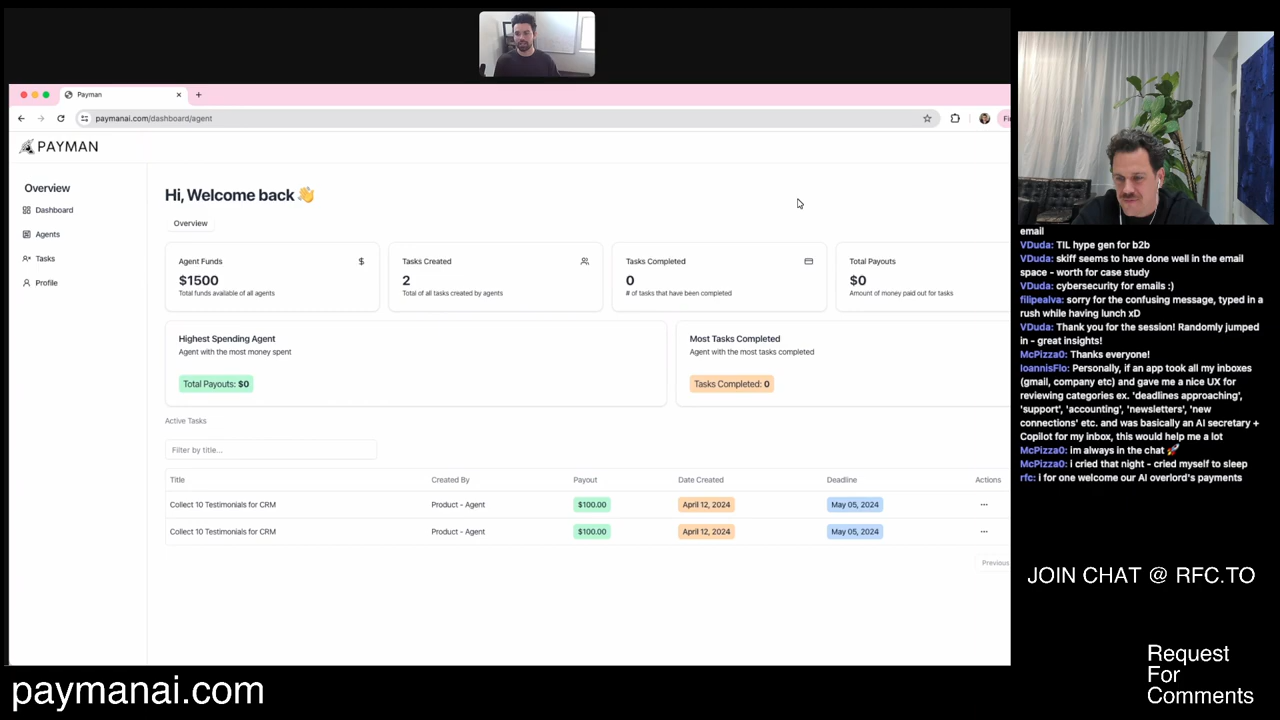 Payman
paymanai.com/dashboard/agent
PAYMAN
Overview
Dashboard
Agents
Tasks
Profile
Hi, Welcome back 👋
Overview
Agent Funds
$
$1500
Total funds available of all agents
Tasks Created
2
Total of all tasks created by agents
Tasks Completed
0
# of tasks that have been completed
Total Payouts
$0
Amount of money paid out for tasks
Highest Spending Agent
Agent with the most money spent
Total Payouts: $0
Most Tasks Completed
Agent with the most tasks completed
Tasks Completed: 0
Active Tasks
Filter by title...
Title Created By Payout Date Created Deadline Actions
Collect 10 Testimonials for CRM Product - Agent $100.00 April 12, 2024 May 05, 2024 ...
Collect 10 Testimonials for CRM Product - Agent $100.00 April 12, 2024 May 05, 2024 ...
Previous
email
VDuda: TIL hype gen for b2b
VDuda: skiff seems to have done well in the email
space - worth for case study
VDuda: cybersecurity for emails :)
filipealva: sorry for the confusing message, typed in a
rush while having lunch xD
VDuda: Thank you for the session! Randomly jumped
in - great insights!
McPizza0: Thanks everyone!
IoannisFlo: Personally, if an app took all my inboxes
(gmail, company etc) and gave me a nice UX for
reviewing categories ex. 'deadlines approaching',
'support', 'accounting', 'newsletters', 'new
connections' etc. and was basically an AI secretary +
Copilot for my inbox, this would help me a lot
McPizza0: im always in the chat 🚀
McPizza0: i cried that night - cried myself to sleep
rfc: i for one welcome our AI overlord's payments
JOIN CHAT @ RFC.TO
Request
For
Comments
paymanai.com